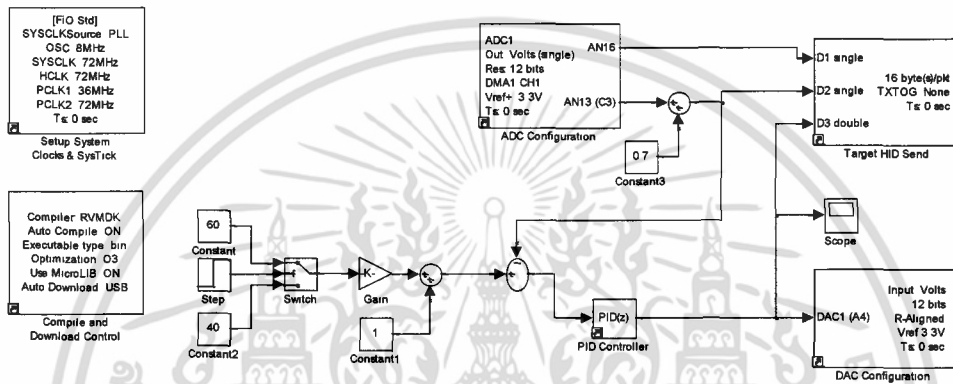 [FiO Std]
SYSCLKSource PLL
OSC 8MHz
SYSCLK 72MHz
HCLK 72MHz
PCLK1 36MHz
PCLK2 72MHz
Ts: 0 sec
Setup System
Clocks & SysTick
ADC1
Out Volts (single)
Res: 12 bits
DMA1 CH1
Vref+ 3 3V
Ts: 0 sec
AN16
AN13 (C3)
ADC Configuration
0.7
Constant3
D1 single
D2 single
D3 double
16 byte(s)/pkt
TXTOG None
Ts: 0 sec
Target HID Send
Compiler RVMDK
Auto Compile ON
Executable type bin
Optimization O3
Use MicroLIB ON
Auto Download USB
Compile and
Download Control
60
Constant
Step
40
Constant2
Switch
K-
Gain
1
Constant1
PID(z)
PID Controller
Scope
DAC1 (A4)
Input Volts
12 bits
R-Aligned
Vref 3 3V
Ts: 0 sec
DAC Configuration